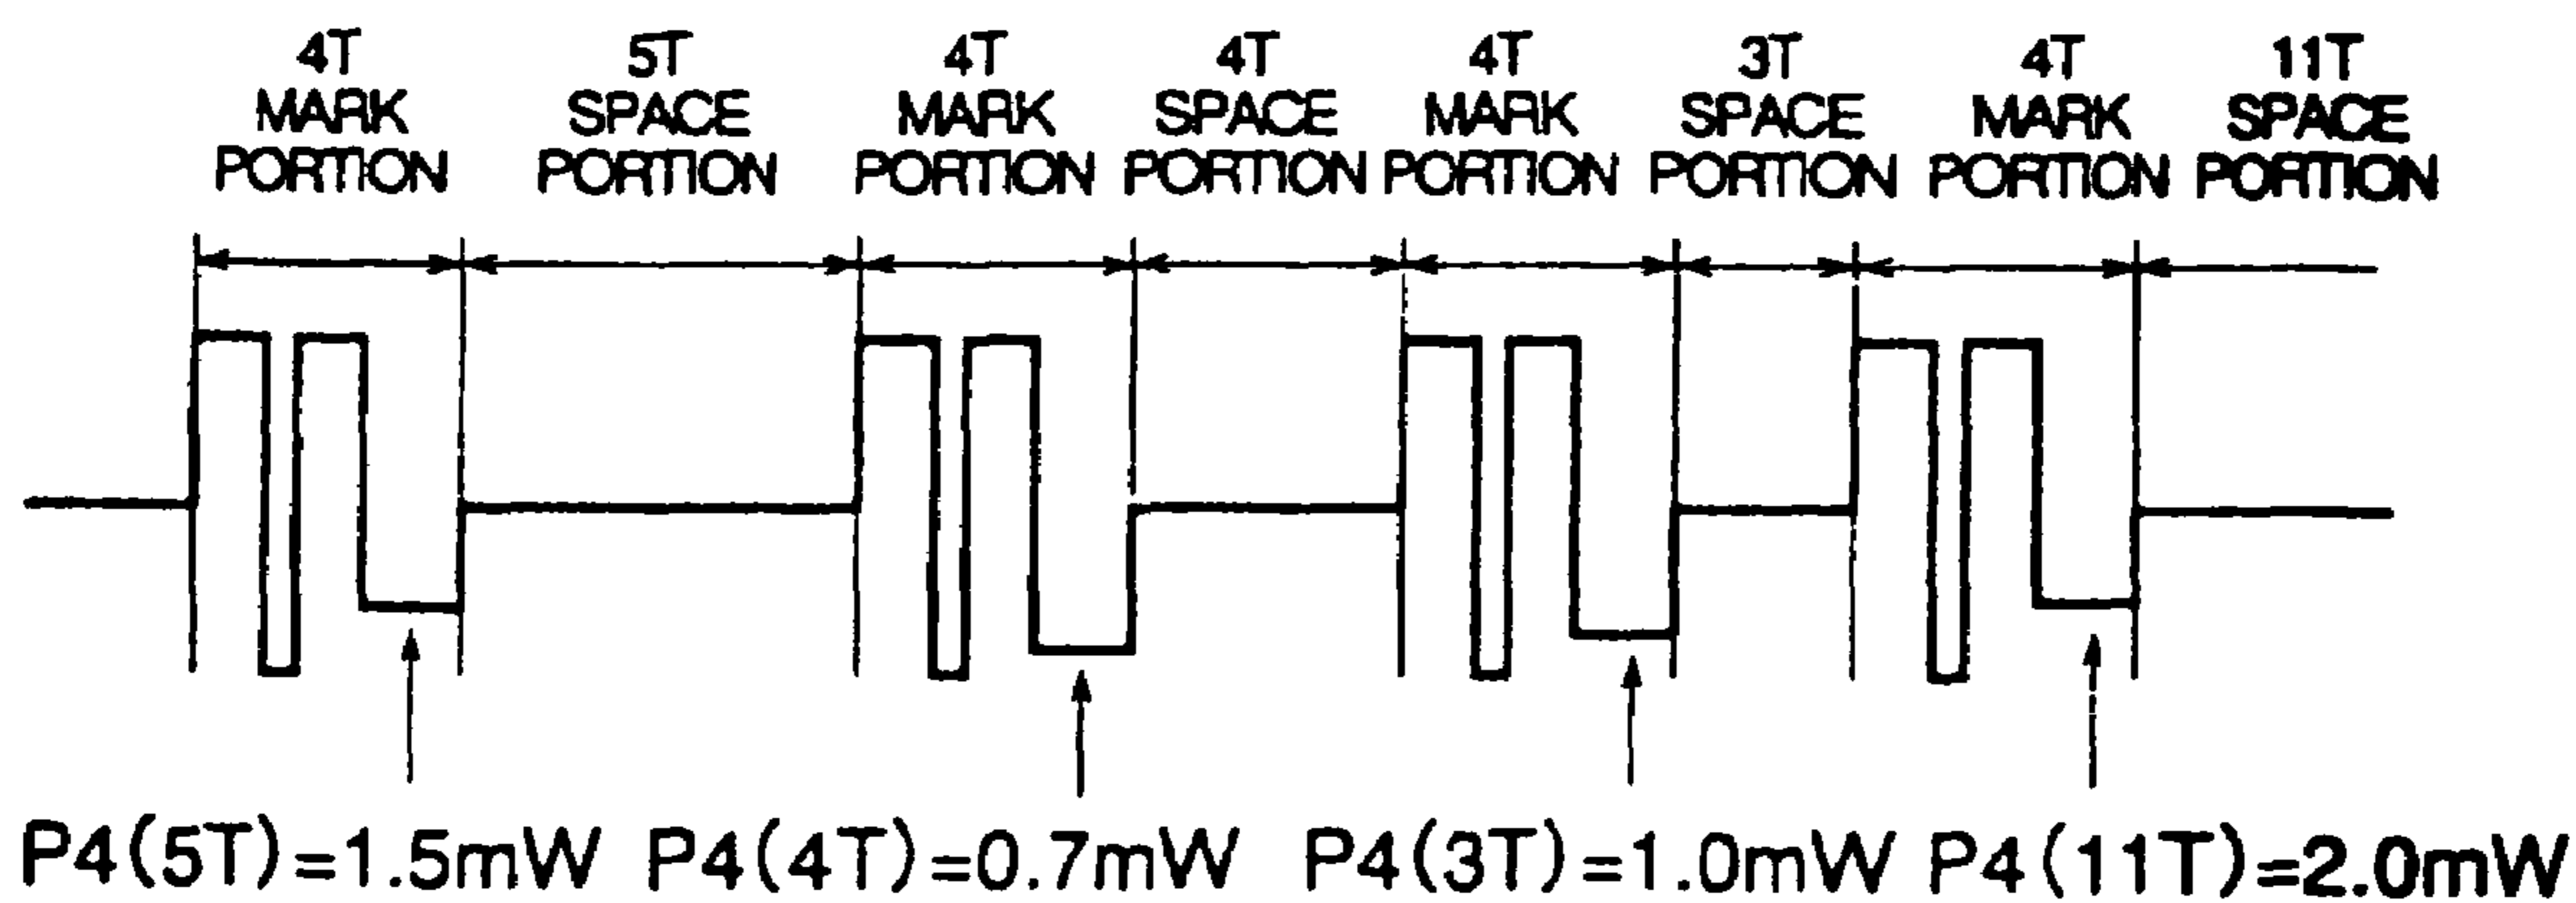 4T 5T 4T 4T 4T 3T 4T 11T
MARK SPACE MARK SPACE MARK SPACE MARK SPACE
PORTION PORTION PORTION PORTION PORTION PORTION PORTION PORTION
P4(5T)=1.5mW P4(4T)=0.7mW P4(3T)=1.0mW P4(11T)=2.0mW